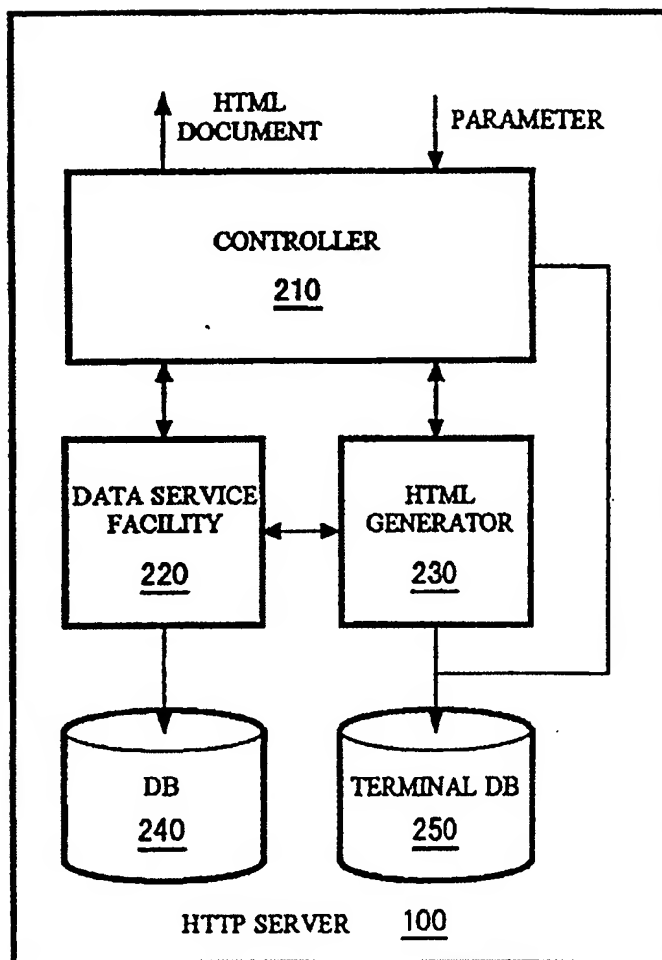 HTML
DOCUMENT
PARAMETER
CONTROLLER
210
DATA SERVICE
FACILITY
220
HTML
GENERATOR
230
DB
240
TERMINAL DB
250
HTTP SERVER 100